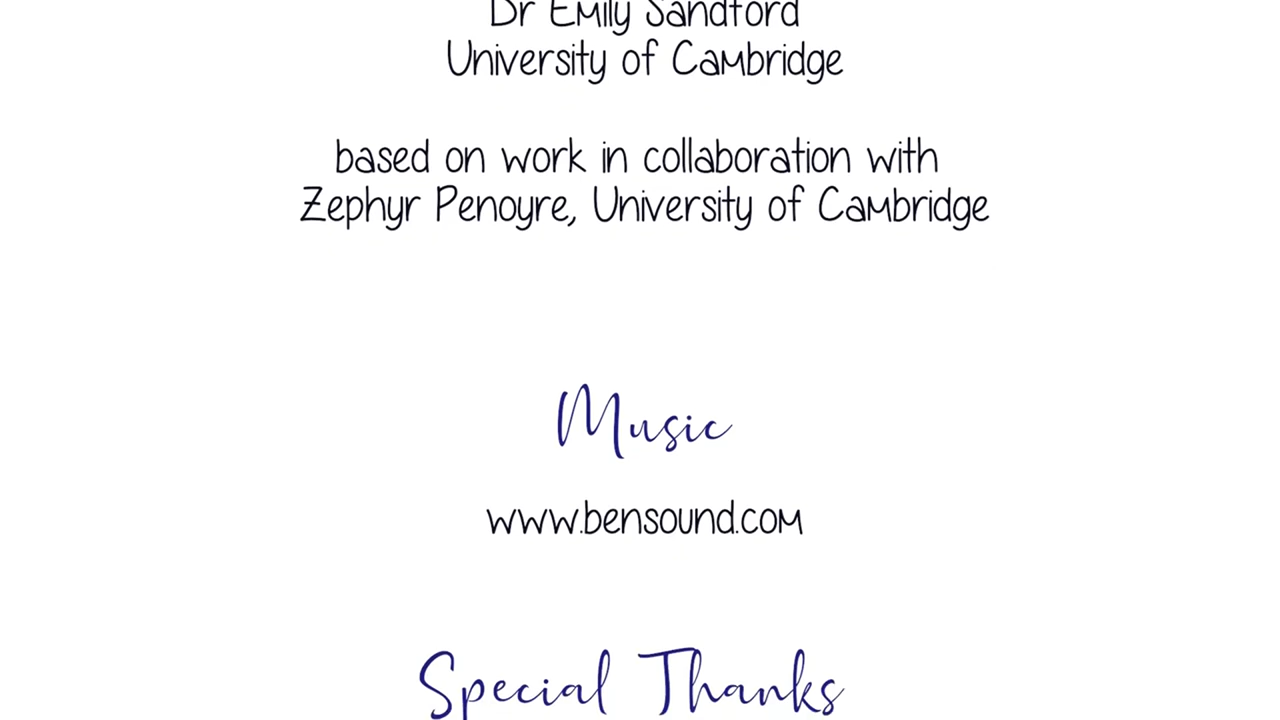 Dr Emily Sandford
University of Cambridge
based on work in collaboration with
Zephyr Penoyre, University of Cambridge
Music
www.bensound.com
Special Thanks